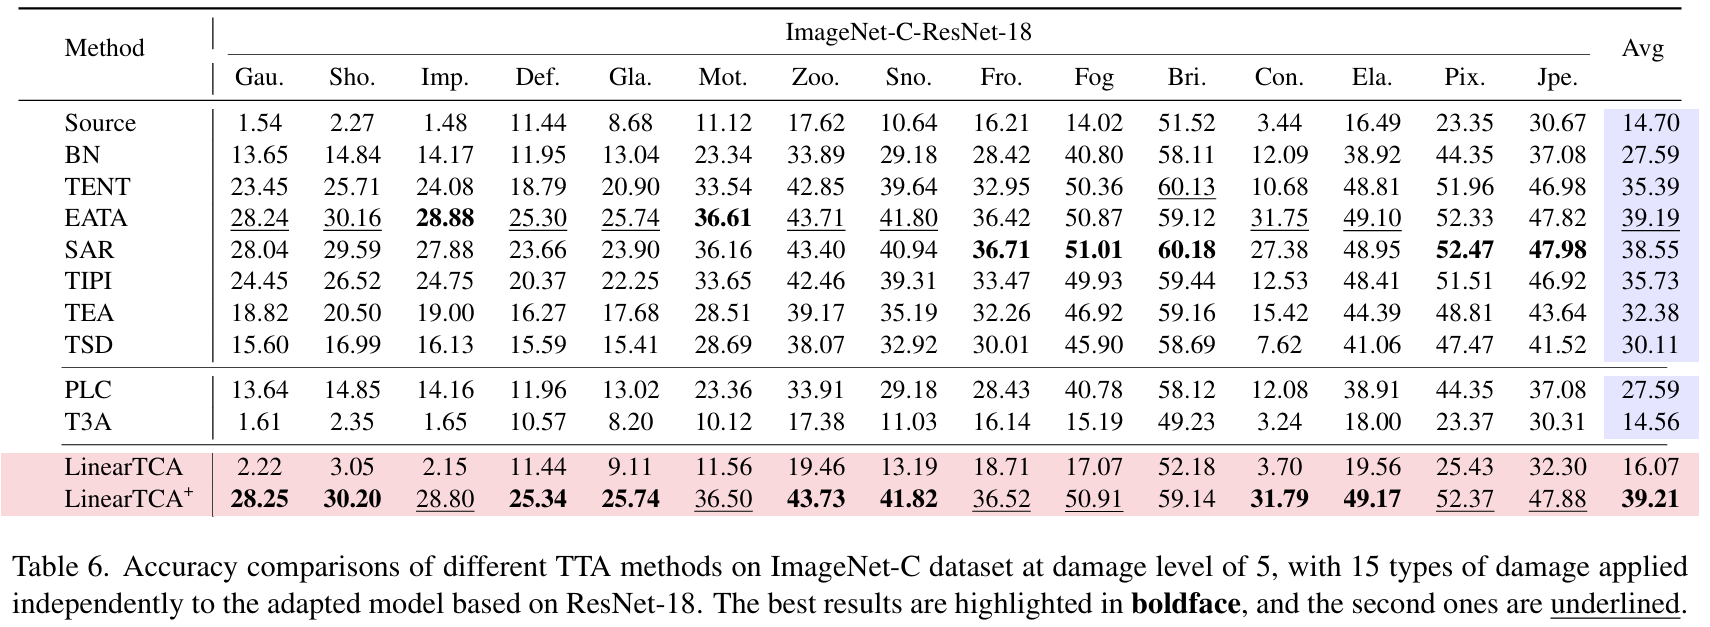 Method ImageNet-C-ResNet-18 Avg
Gau. Sho. Imp. Def. Gla. Mot. Zoo. Sno. Fro. Fog Bri. Con. Ela. Pix. Jpe.
Source 1.54 2.27 1.48 11.44 8.68 11.12 17.62 10.64 16.21 14.02 51.52 3.44 16.49 23.35 30.67 14.70
BN 13.65 14.84 14.17 11.95 13.04 23.34 33.89 29.18 28.42 40.80 58.11 12.09 38.92 44.35 37.08 27.59
TENT 23.45 25.71 24.08 18.79 20.90 33.54 42.85 39.64 32.95 50.36 60.13 10.68 48.81 51.96 46.98 35.39
EATA 28.24 30.16 28.88 25.30 25.74 36.61 43.71 41.80 36.42 50.87 59.12 31.75 49.10 52.33 47.82 39.19
SAR 28.04 29.59 27.88 23.66 23.90 36.16 43.40 40.94 36.71 51.01 60.18 27.38 48.95 52.47 47.98 38.55
TIPI 24.45 26.52 24.75 20.37 22.25 33.65 42.46 39.31 33.47 49.93 59.44 12.53 48.41 51.51 46.92 35.73
TEA 18.82 20.50 19.00 16.27 17.68 28.51 39.17 35.19 32.26 46.92 59.16 15.42 44.39 48.81 43.64 32.38
TSD 15.60 16.99 16.13 15.59 15.41 28.69 38.07 32.92 30.01 45.90 58.69 7.62 41.06 47.47 41.52 30.11
PLC 13.64 14.85 14.16 11.96 13.02 23.36 33.91 29.18 28.43 40.78 58.12 12.08 38.91 44.35 37.08 27.59
T3A 1.61 2.35 1.65 10.57 8.20 10.12 17.38 11.03 16.14 15.19 49.23 3.24 18.00 23.37 30.31 14.56
LinearTCA 2.22 3.05 2.15 11.44 9.11 11.56 19.46 13.19 18.71 17.07 52.18 3.70 19.56 25.43 32.30 16.07
LinearTCA⁺ 28.25 30.20 28.80 25.34 25.74 36.50 43.73 41.82 36.52 50.91 59.14 31.79 49.17 52.37 47.88 39.21
Table 6. Accuracy comparisons of different TTA methods on ImageNet-C dataset at damage level of 5, with 15 types of damage applied
independently to the adapted model based on ResNet-18. The best results are highlighted in boldface, and the second ones are underlined.